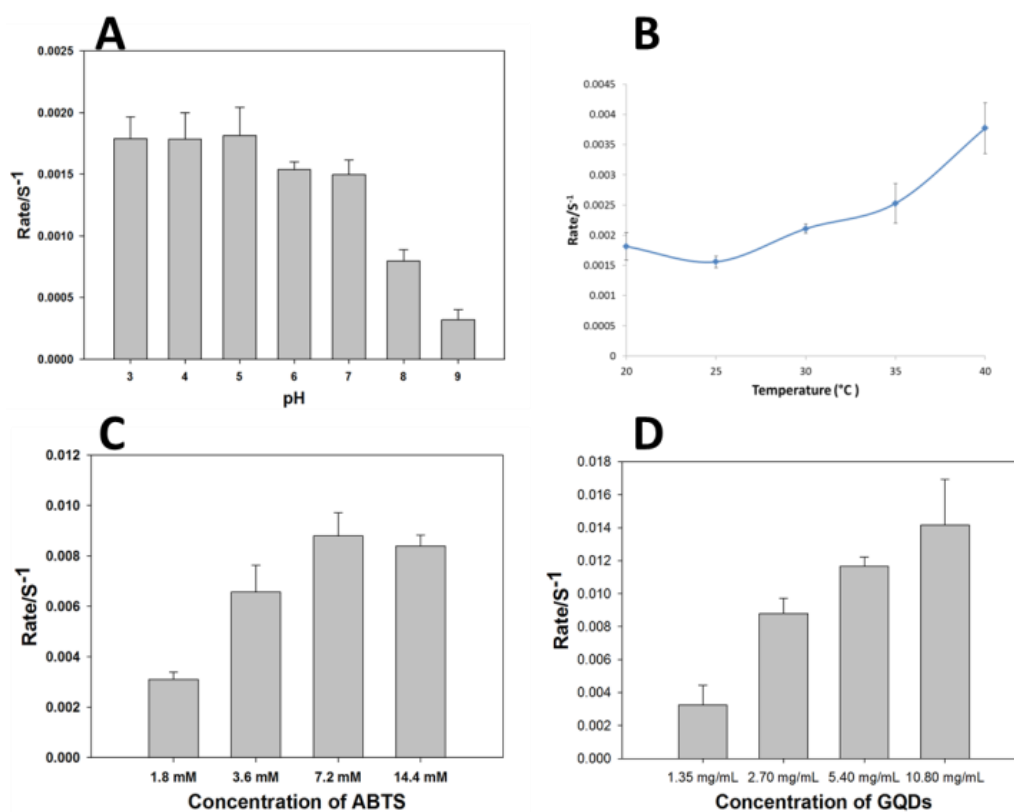 A
Rate/S-1
0.0025
0.0020
0.0015
0.0010
0.0005
0.0000
3 4 5 6 7 8 9
pH
B
Rate/S-1
0.0045
0.004
0.0035
0.003
0.0025
0.002
0.0015
0.001
0.0005
0
20 25 30 35 40
Temperature (°C )
C
Rate/S-1
0.012
0.010
0.008
0.006
0.004
0.002
0.000
1.8 mM 3.6 mM 7.2 mM 14.4 mM
Concentration of ABTS
D
Rate/S-1
0.018
0.016
0.014
0.012
0.010
0.008
0.006
0.004
0.002
0.000
1.35 mg/mL 2.70 mg/mL 5.40 mg/mL 10.80 mg/mL
Concentration of GQDs